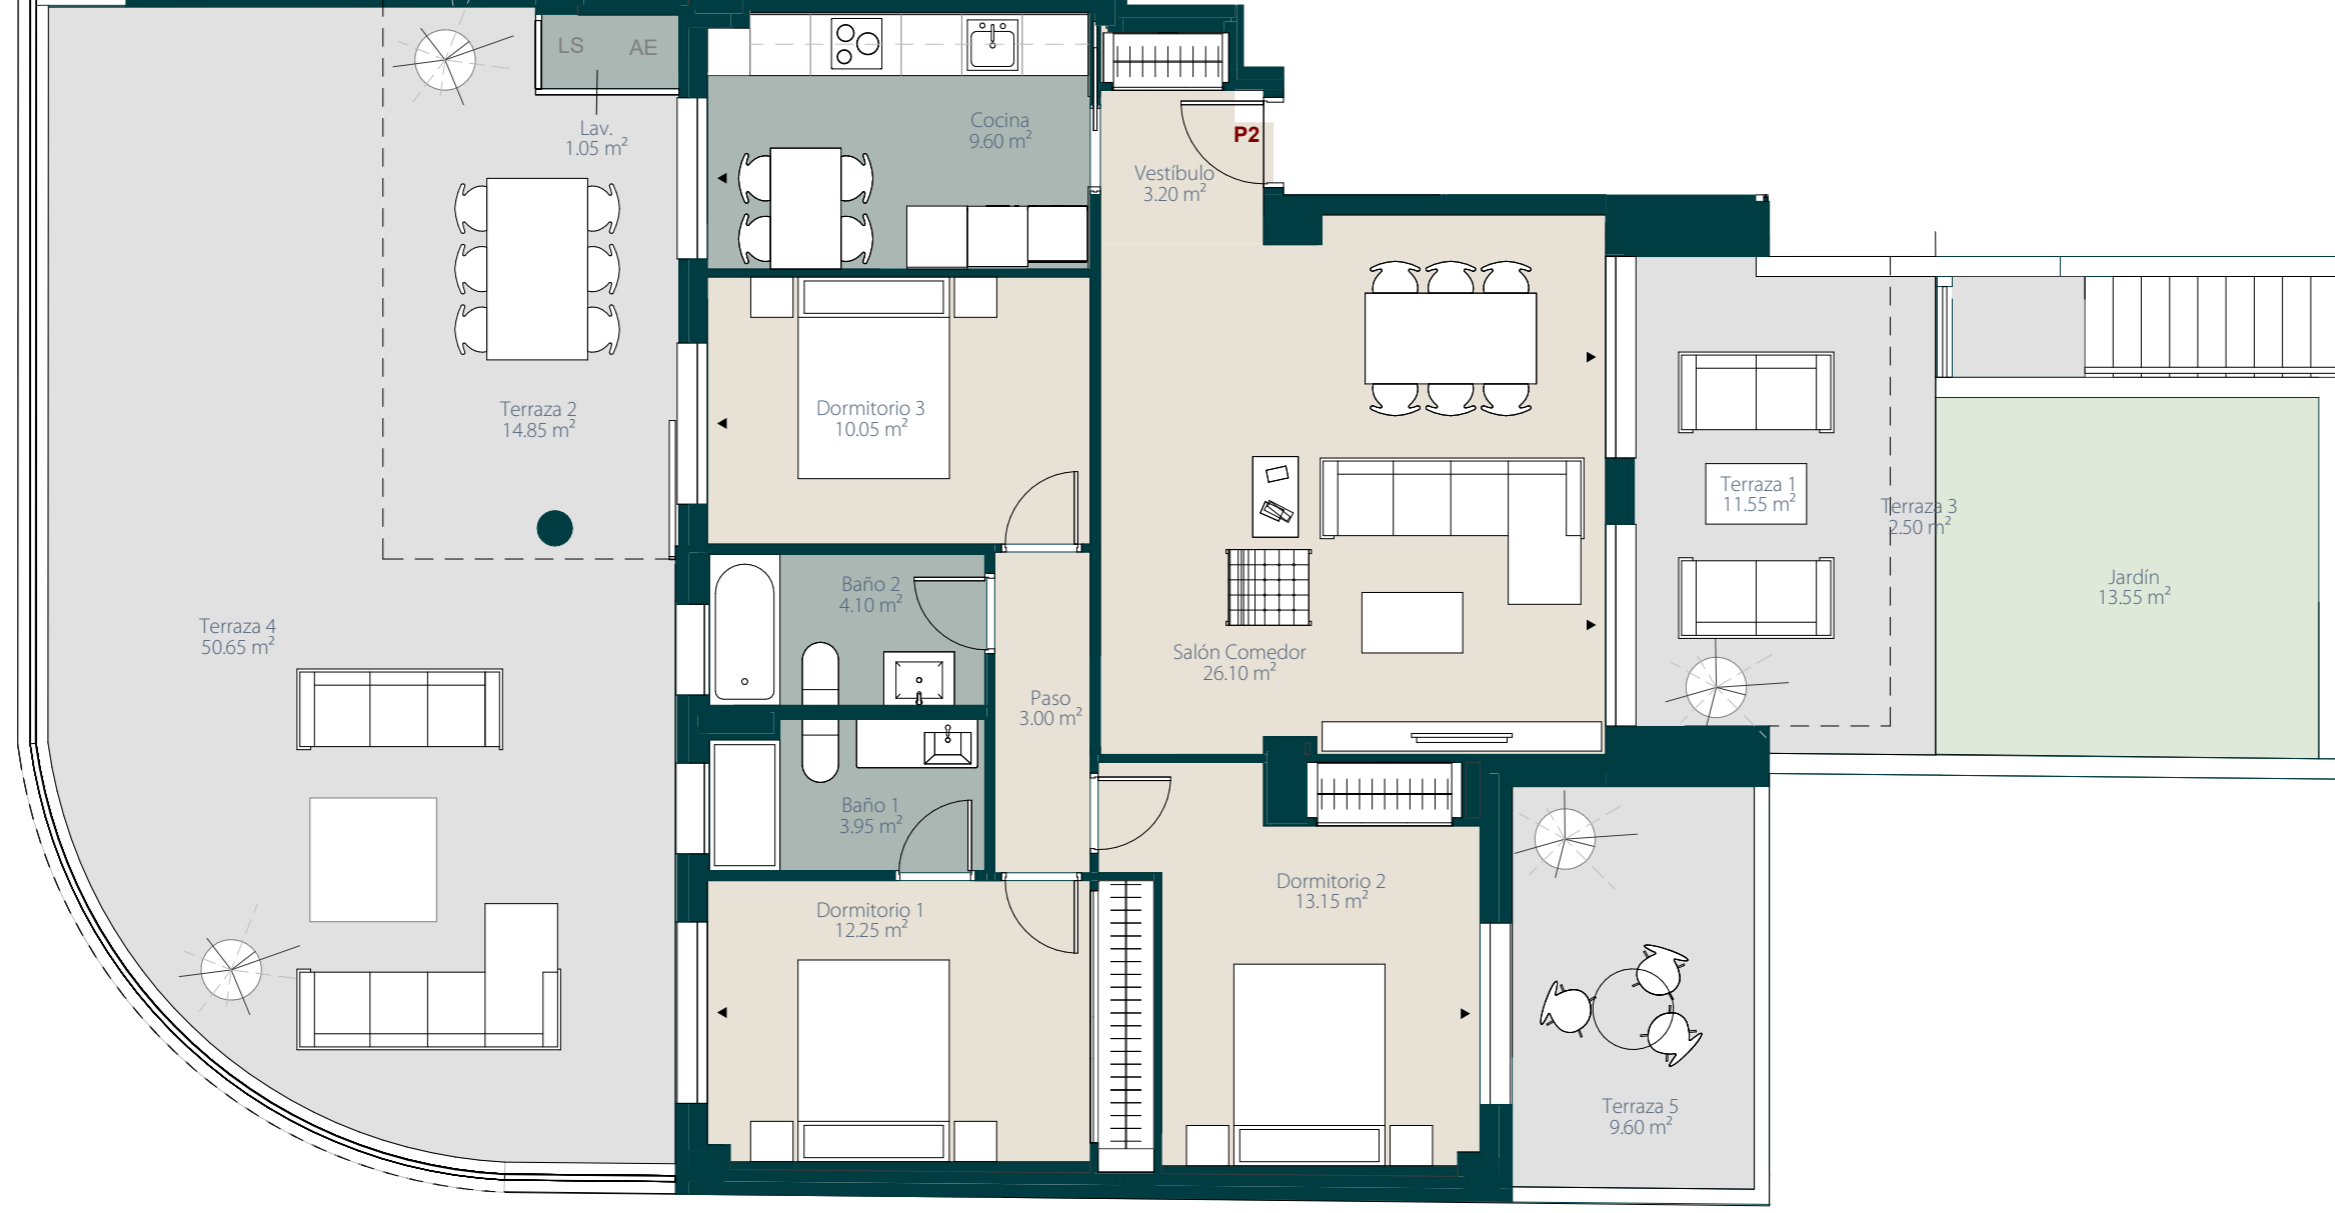 LS AE
Lav.
1.05 m²
Cocina
9.60 m²
P2
Vestíbulo
3.20 m²
Terraza 2
14.85 m²
Dormitorio 3
10.05 m²
Terraza 1
11.55 m²
Terraza 3
2.50 m²
Jardín
13.55 m²
Baño 2
4.10 m²
Terraza 4
50.65 m²
Salón Comedor
26.10 m²
Paso
3.00 m²
Baño 1
3.95 m²
Dormitorio 2
13.15 m²
Dormitorio 1
12.25 m²
Terraza 5
9.60 m²